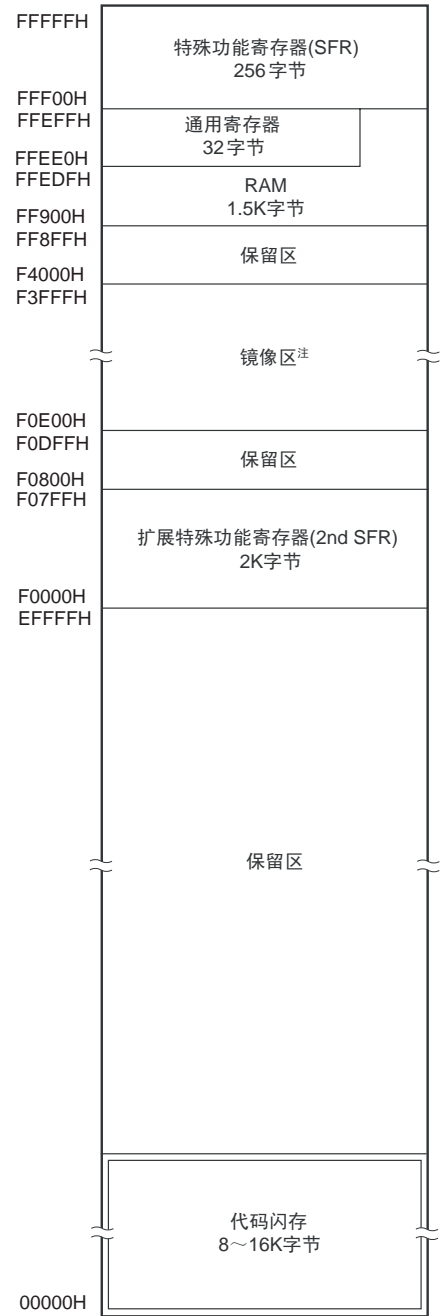 FFFFFH
特殊功能寄存器(SFR)
256字节
FFF00H
FFEFFH
通用寄存器
32字节
FFEE0H
FFEDFH
RAM
1.5K字节
FF900H
FF8FFH
保留区
F4000H
F3FFFH
镜像区注
F0E00H
F0DFFH
保留区
F0800H
F07FFH
扩展特殊功能寄存器(2nd SFR)
2K字节
F0000H
EFFFFH
保留区
代码闪存
8～16K字节
00000H